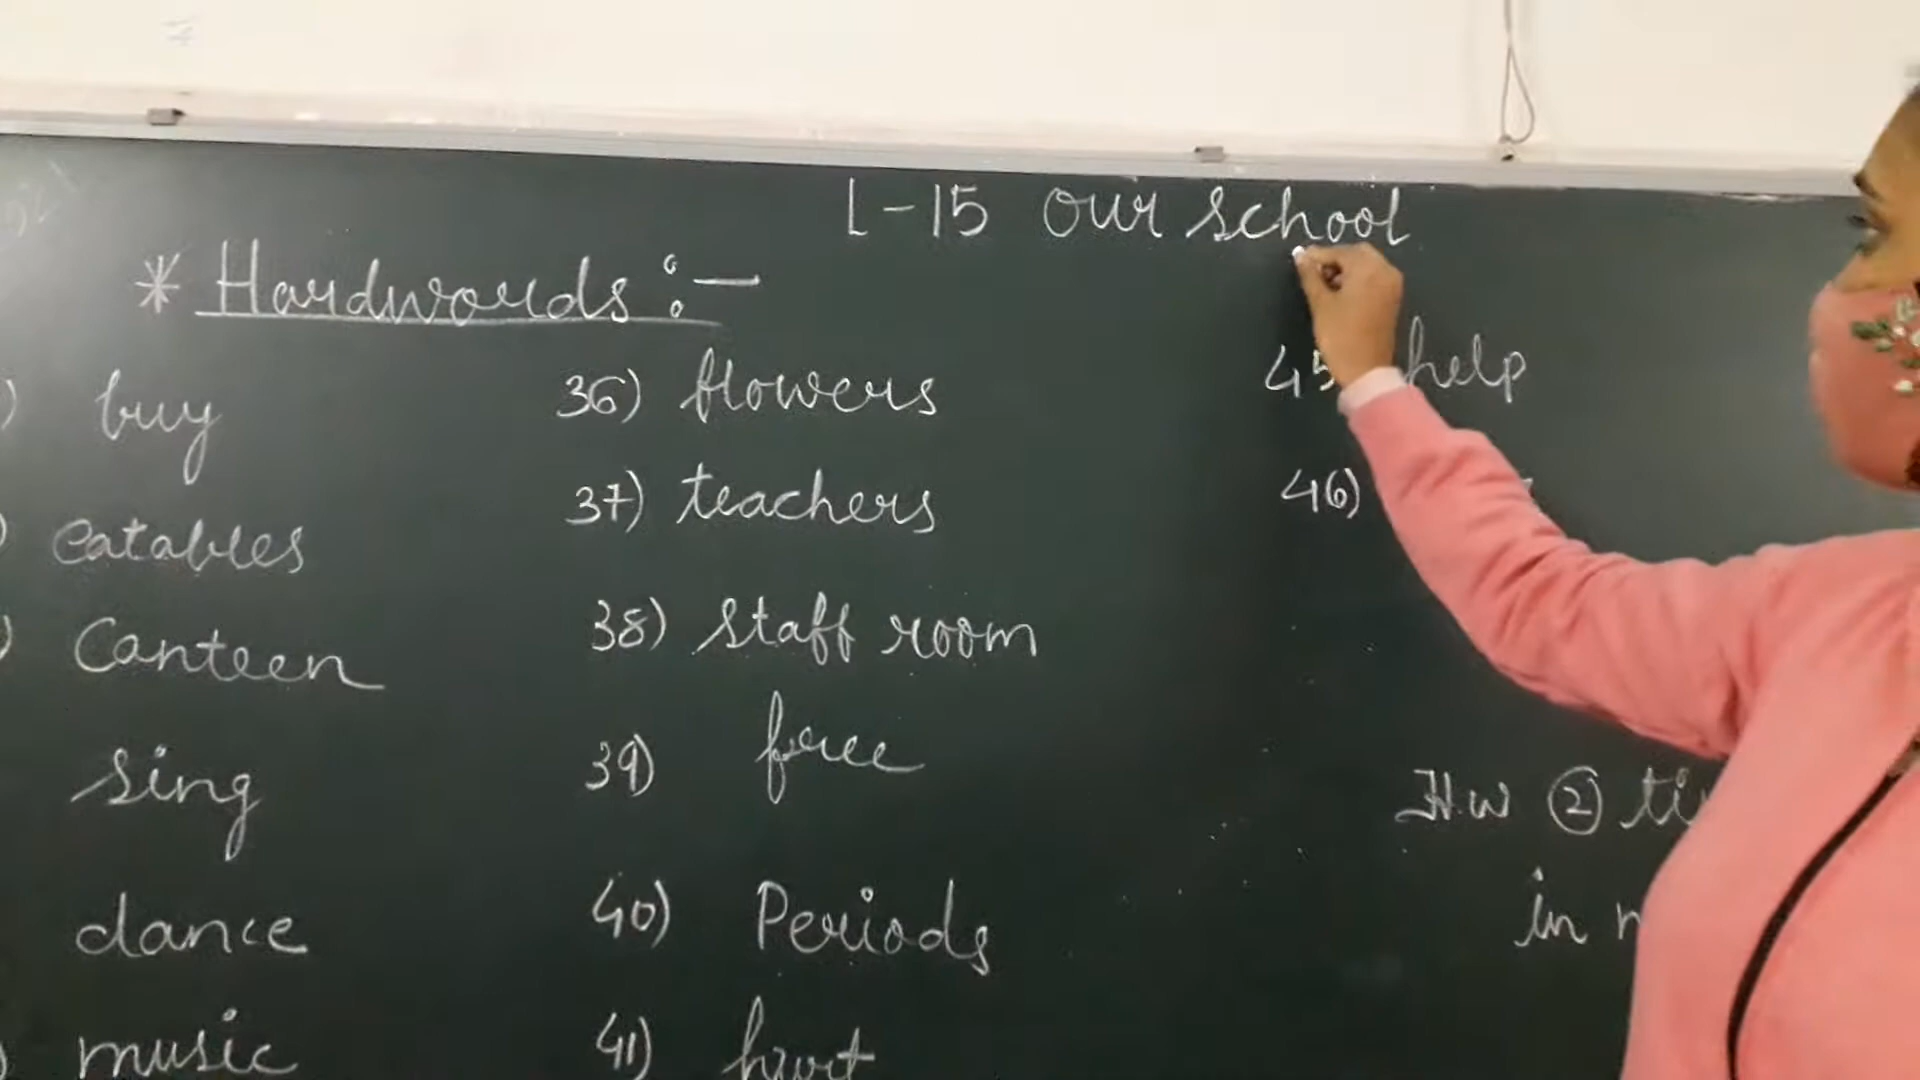 L-15 Our school
* Hardwords :-
buy
eatables
Canteen
sing
dance
music
36) flowers
37) teachers
38) staff room
39) free
40) Periods
41) hurt
45 help
46)
H.W ②
in